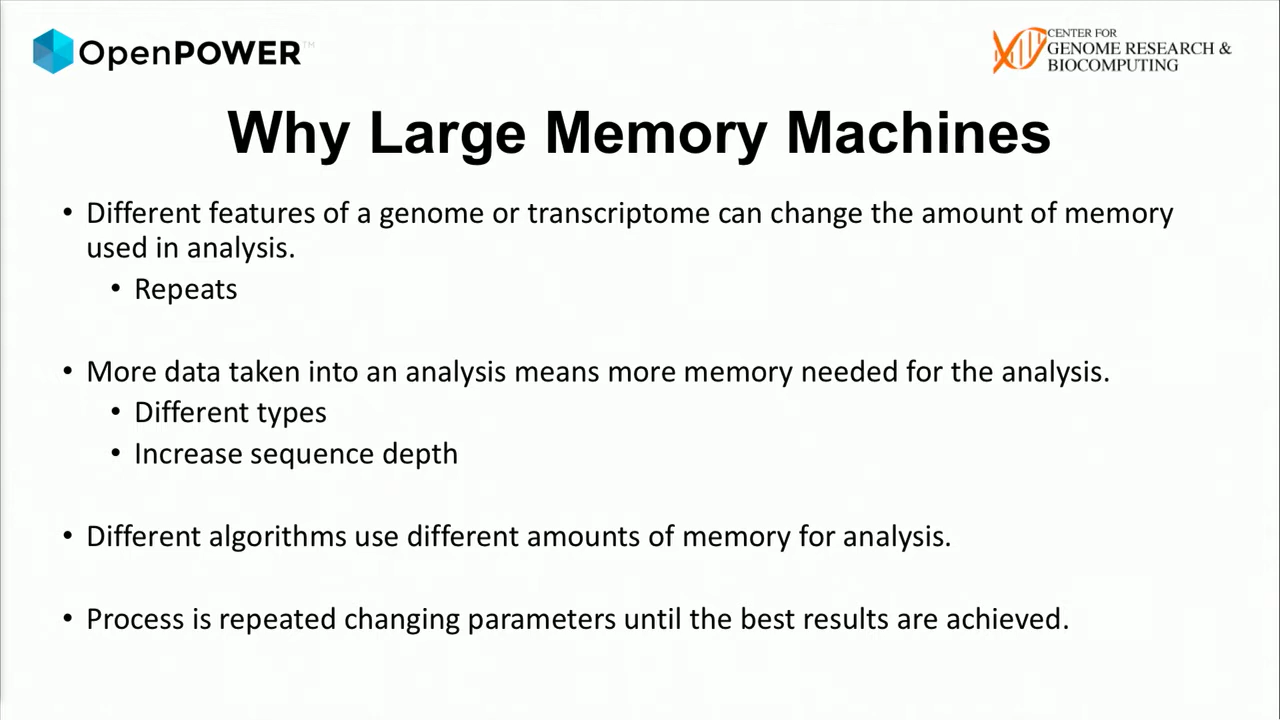 OpenPOWER™
CENTER FOR
GENOME RESEARCH &
BIOCOMPUTING
Why Large Memory Machines
• Different features of a genome or transcriptome can change the amount of memory
used in analysis.
• Repeats
• More data taken into an analysis means more memory needed for the analysis.
• Different types
• Increase sequence depth
• Different algorithms use different amounts of memory for analysis.
• Process is repeated changing parameters until the best results are achieved.